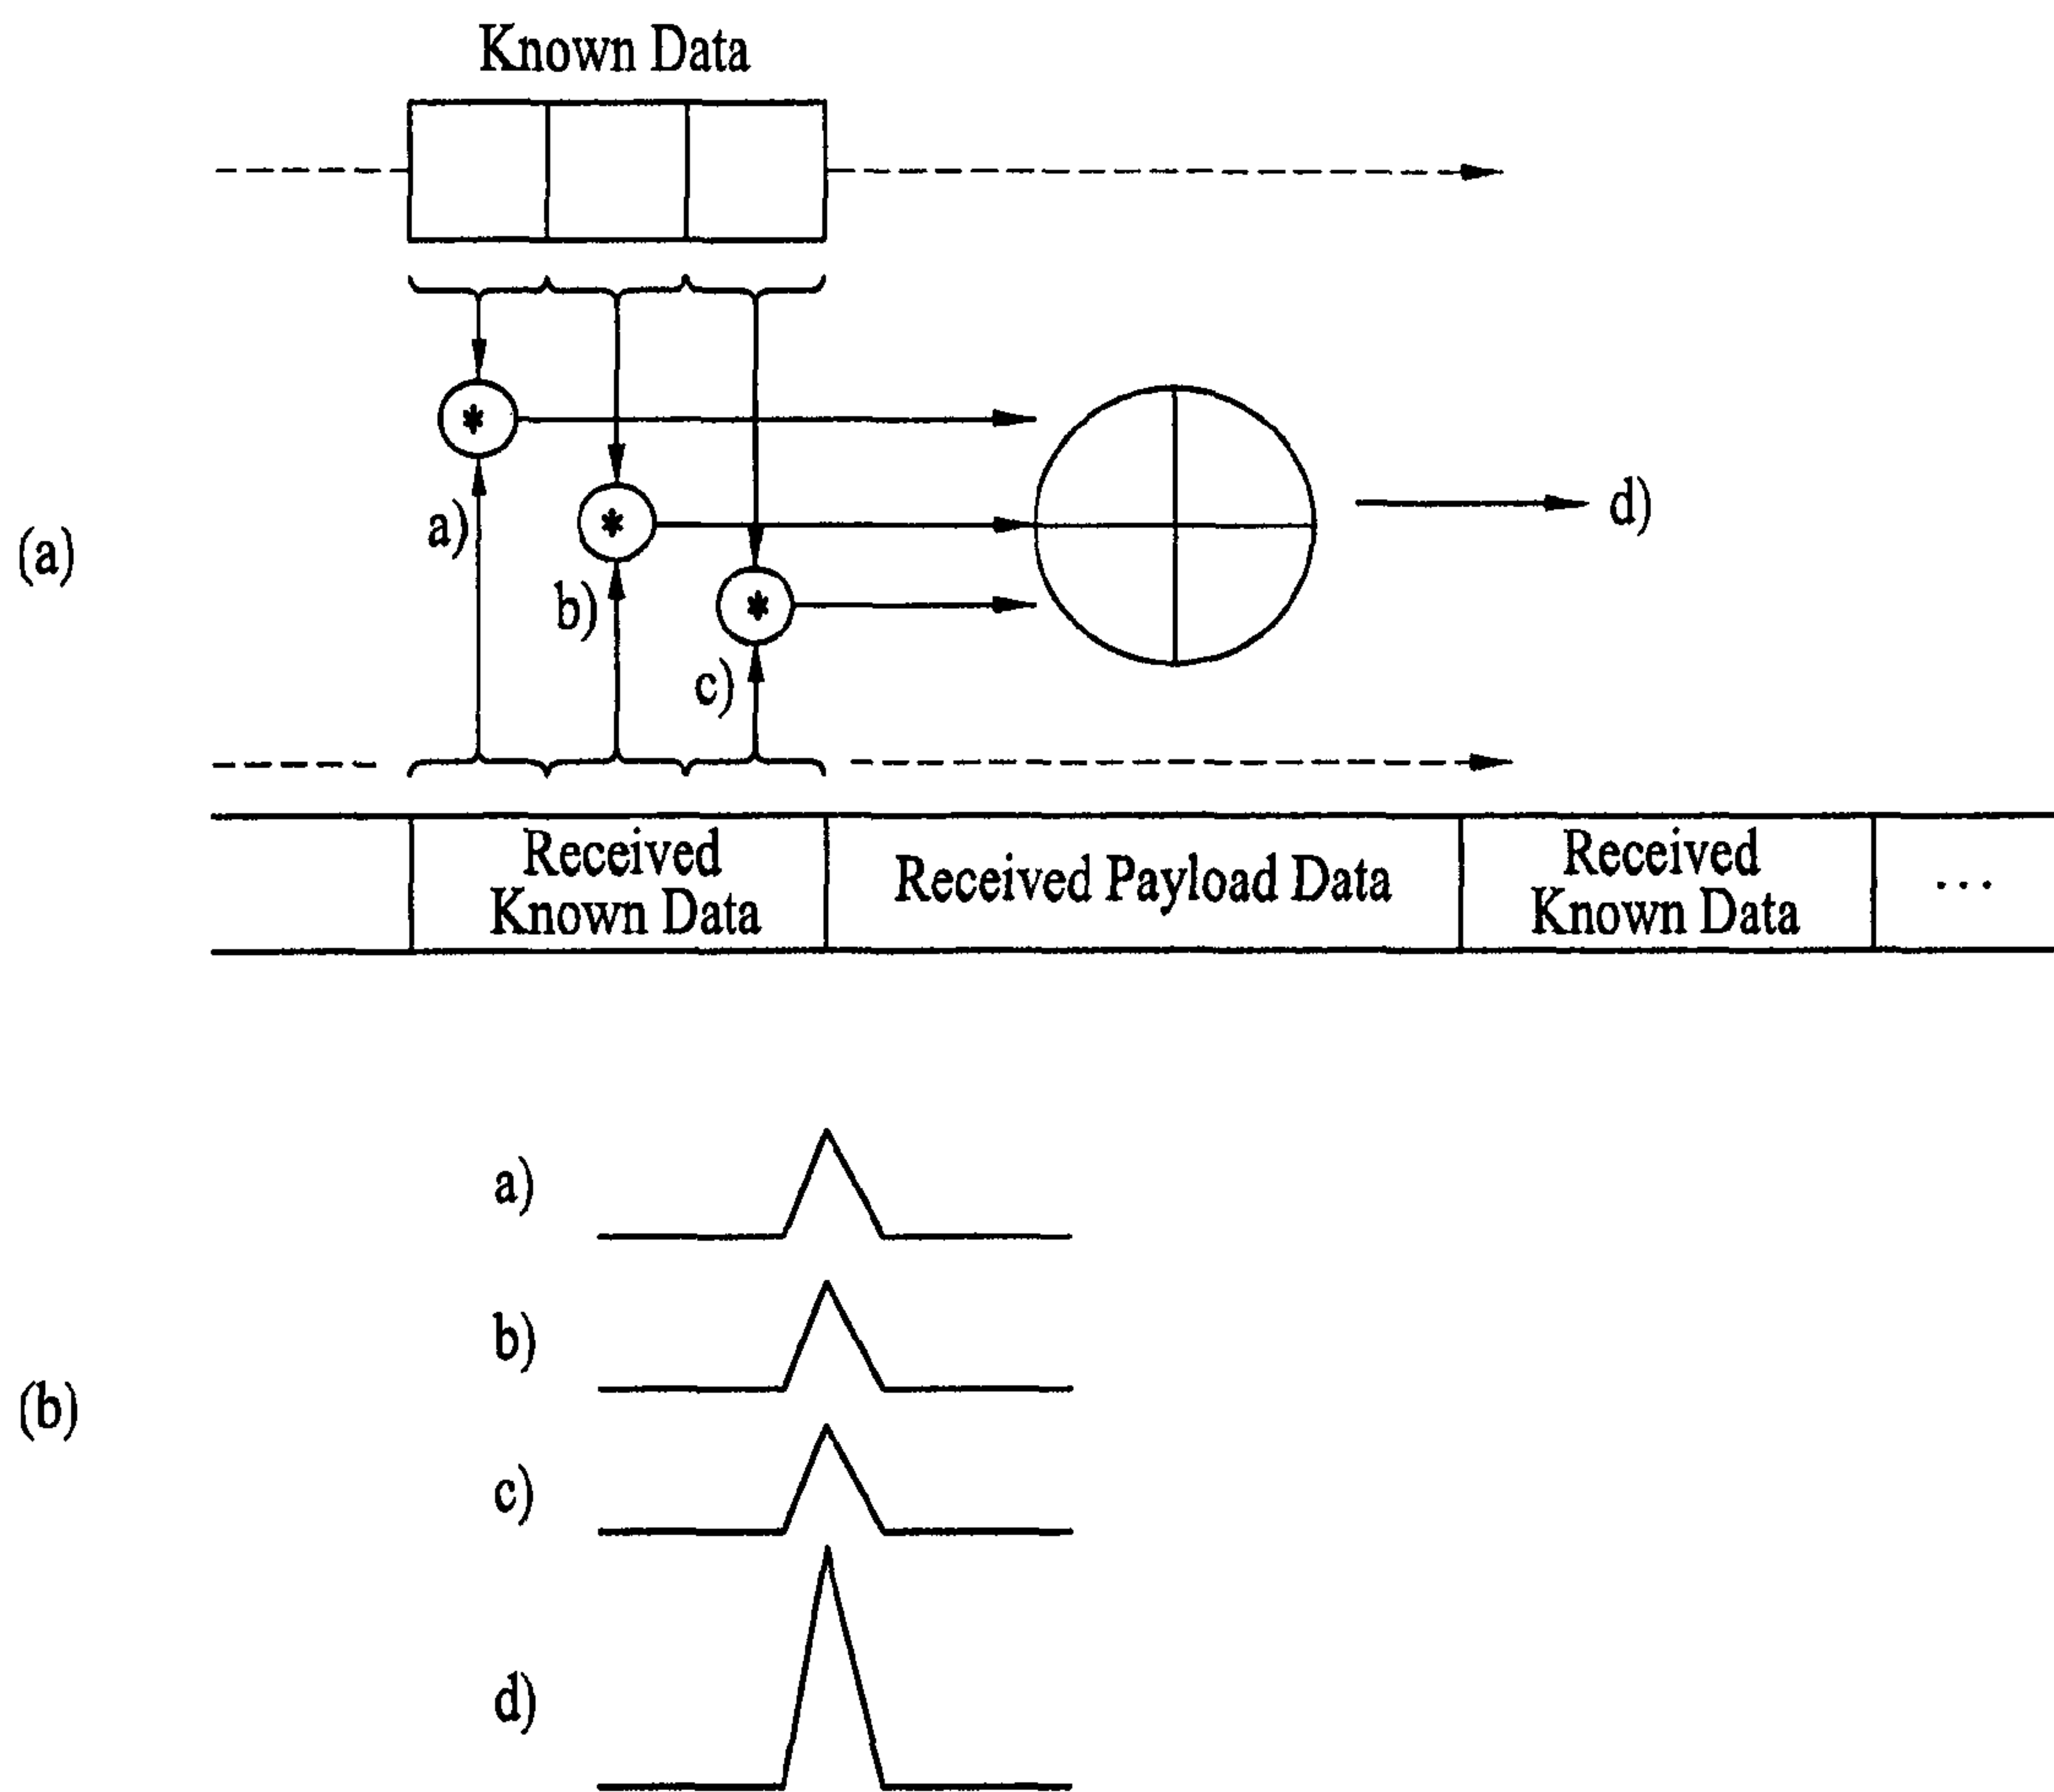 Known Data
*
a)
*
d)
(a)
b)
*
c)
Received
Known Data
Received Payload Data
Received
Known Data
...
a)
b)
(b)
c)
d)